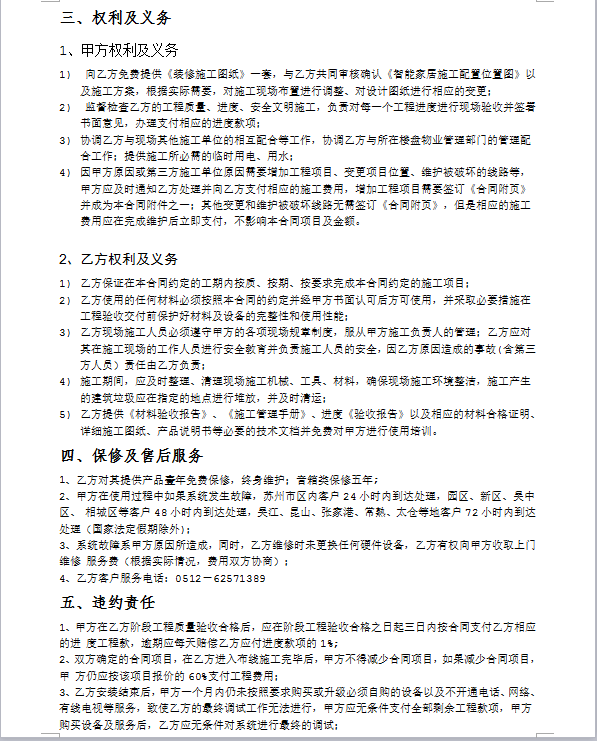 三、权利及义务
1、甲方权利及义务
1） 向乙方免费提供《装修施工图纸》一套，与乙方共同审核确认《智能家居施工配置位置图》以
及施工方案，根据实际需要，对施工现场布置进行调整、对设计图纸进行相应的变更；
2） 监督检查乙方的工程质量、进度、安全文明施工，负责对每一个工程进度进行现场验收并签署
书面意见，办理支付相应的进度款项；
3） 协调乙方与现场其他施工单位的相互配合等工作，协调乙方与所在楼盘物业管理部门的管理配
合工作；提供施工所必需的临时用电、用水；
4） 因甲方原因或第三方施工单位原因需要增加工程项目、变更项目位置、维护被破坏的线路等，
甲方应及时通知乙方处理并向乙方支付相应的施工费用，增加工程项目需要签订《合同附页》
并成为本合同附件之一；其他变更和维护被破坏线路无需签订《合同附页》，但是相应的施工
费用应在完成维护后立即支付，不影响本合同项目及金额。
2、乙方权利及义务
1） 乙方保证在本合同约定的工期内按质、按期、按要求完成本合同约定的施工项目；
2） 乙方使用的任何材料必须按照本合同的约定并经甲方书面认可后方可使用，并采取必要措施在
工程验收交付前保护好材料及设备的完整性和使用性能；
3） 乙方现场施工人员必须遵守甲方的各项现场规章制度，服从甲方施工负责人的管理；乙方应对
其在施工现场的工作人员进行安全教育并负责施工人员的安全，因乙方原因造成的事故(含第三
方人员）责任由乙方负责；
4） 施工期间，应及时整理、清理现场施工机械、工具、材料，确保现场施工环境整洁，施工产生
的建筑垃圾应在指定的地点进行堆放，并及时清运；
5） 乙方提供《材料验收报告》、《施工管理手册》、进度《验收报告》以及相应的材料合格证明、
详细施工图纸、产品说明书等必要的技术文档并免费对甲方进行使用培训。
四、保修及售后服务
1、乙方对其提供产品壹年免费保修，终身维护；音箱类保修五年；
2、甲方在使用过程中如果系统发生故障，苏州市区内客户 24 小时内到达处理，园区、新区、吴中
区、 相城区等客户 48 小时内到达处理，吴江、昆山、张家港、常熟、太仓等地客户 72 小时内到达
处理（国家法定假期除外)；
3、系统故障系甲方原因所造成，同时，乙方维修时未更换任何硬件设备，乙方有权向甲方收取上门
维修 服务费（根据实际情况，费用双方协商)；
4、乙方客户服务电话：0512－62571389
五、违约责任
1、甲方在乙方阶段工程质量验收合格后，应在阶段工程验收合格之日起三日内按合同支付乙方相应
的进 度工程款，逾期应每天赔偿乙方应付进度款项的 1%；
2、双方确定的合同项目，在乙方进入布线施工完毕后，甲方不得减少合同项目，如果减少合同项目，
甲 方仍应按该项目报价的 60%支付工程费用；
3、乙方安装结束后，甲方一个月内仍未按照要求购买或升级必须自购的设备以及不开通电话、网络、
有线电视等服务，致使乙方的最终调试工作无法进行，甲方应无条件支付全部剩余工程款项，甲方
购买设备及服务后，乙方应无条件对系统进行最终的调试；